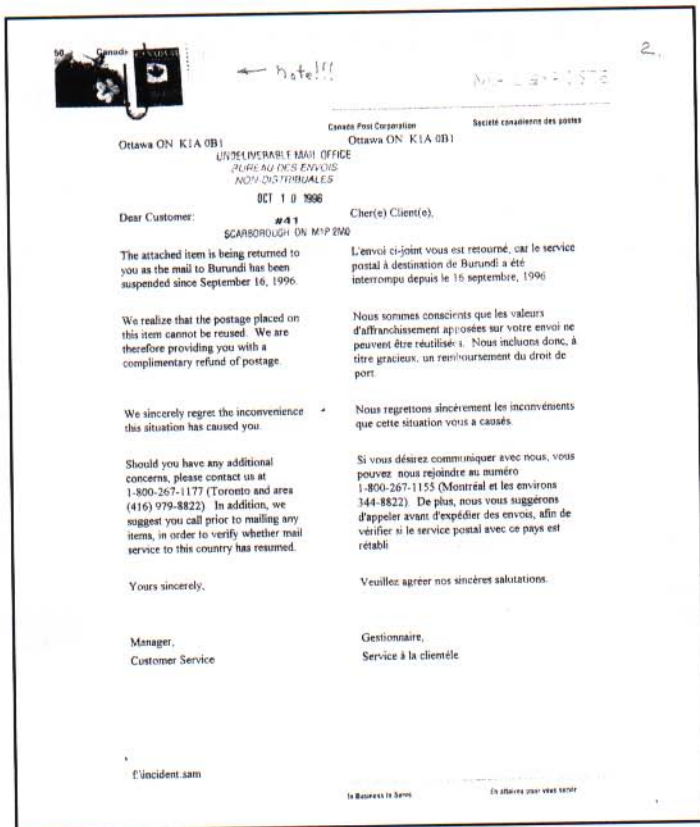 50 Canada CANADA
← note!!!
2.
Canada Post Corporation
Société canadienne des postes
Ottawa ON K1A 0B1
Ottawa ON K1A 0B1
UNDELIVERABLE MAIL OFFICE
BUREAU DES ENVOIS
NON-DISTRIBUABLES
OCT 10 1996
#41
SCARBOROUGH ON M1P 2M0
Dear Customer:
The attached item is being returned to
you as the mail to Burundi has been
suspended since September 16, 1996.
We realize that the postage placed on
this item cannot be reused. We are
therefore providing you with a
complimentary refund of postage.
We sincerely regret the inconvenience
this situation has caused you.
Should you have any additional
concerns, please contact us at
1-800-267-1177 (Toronto and area
(416) 979-8822) In addition, we
suggest you call prior to mailing any
items, in order to verify whether mail
service to this country has resumed.
Yours sincerely,
Manager,
Customer Service
Cher(e) Client(e),
L'envoi ci-joint vous est retourné, car le service
postal à destination de Burundi a été
interrompu depuis le 16 septembre, 1996
Nous sommes conscients que les valeurs
d'affranchissement apposées sur votre envoi ne
peuvent être réutilisées. Nous incluons donc, à
titre gracieux, un remboursement du droit de
port.
Nous regrettons sincèrement les inconvénients
que cette situation vous a causés.
Si vous désirez communiquer avec nous, vous
pouvez nous rejoindre au numéro
1-800-267-1155 (Montréal et les environs
344-8822). De plus, nous vous suggérons
d'appeler avant d'expédier des envois, afin de
vérifier si le service postal avec ce pays est
rétabli
Veuillez agréer nos sincères salutations.
Gestionnaire,
Service à la clientèle
f:\incident.sam
In Business to Serve
En affaires pour vous servir